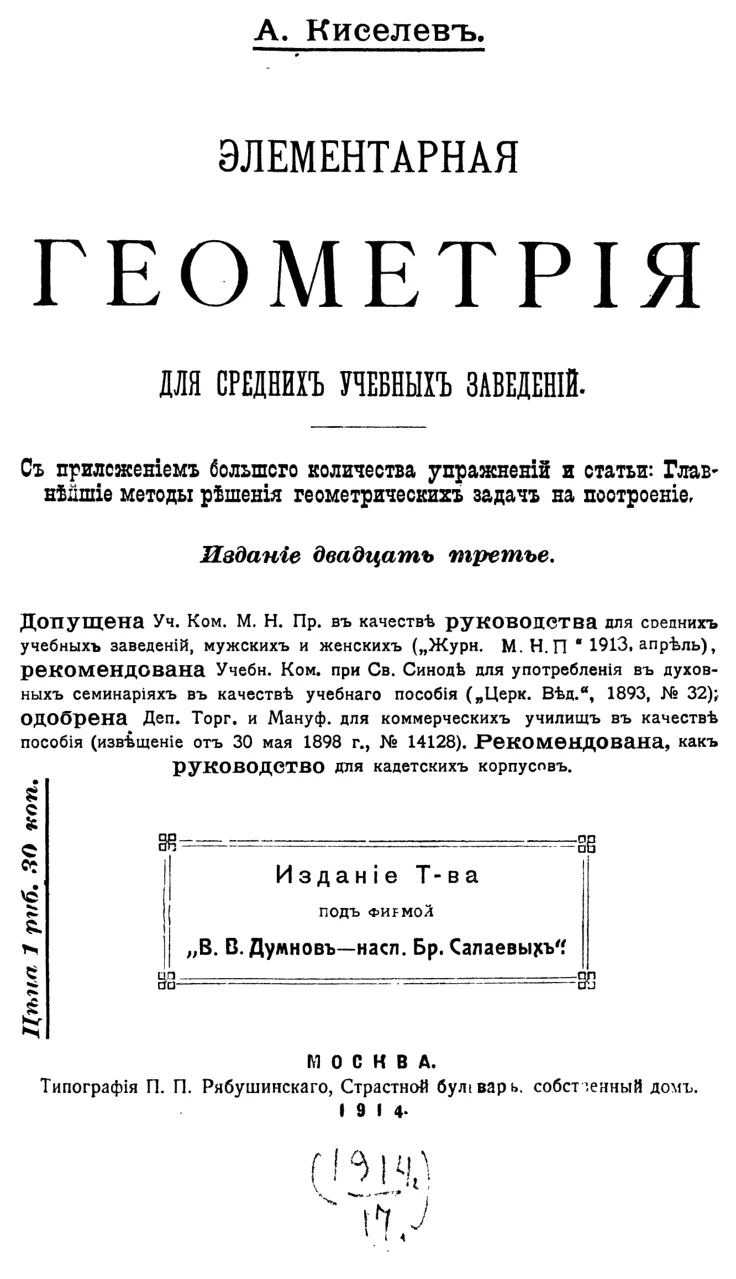 А. Киселевъ.
ЭЛЕМЕНТАРНАЯ
ГЕОМЕТРІЯ
ДЛЯ СРЕДНИХЪ УЧЕБНЫХЪ ЗАВЕДЕНІЙ.
Съ приложеніемъ большого количества упражненій и статьи: Глав-
нѣйшіе методы рѣшенія геометрическихъ задачъ на построеніе.
Изданіе двадцать третье.
Допущена Уч. Ком. М. Н. Пр. въ качествѣ руководства для среднихъ
учебныхъ заведеній, мужскихъ и женскихъ („Журн. М. Н. П“ 1913, апрѣль),
рекомендована Учебн. Ком. при Св. Синодѣ для употребленія въ духов-
ныхъ семинаріяхъ въ качествѣ учебнаго пособія („Церк. Вѣд.“, 1893, № 32);
одобрена Деп. Торг. и Мануф. для коммерческихъ училищъ въ качествѣ
пособія (извѣщеніе отъ 30 мая 1898 г., № 14128). Рекомендована, какъ
руководство для кадетскихъ корпусовъ.
Цѣна 1 руб. 30 коп.
Изданіе Т-ва
ПОДЪ ФИРМОЙ
„В. В. Думновъ—насл. Бр. Салаевыхъ“.
МОСКВА.
Типографія П. П. Рябушинскаго, Страстной бульваръ, собственный домъ.
1914.
(1914.
17.)